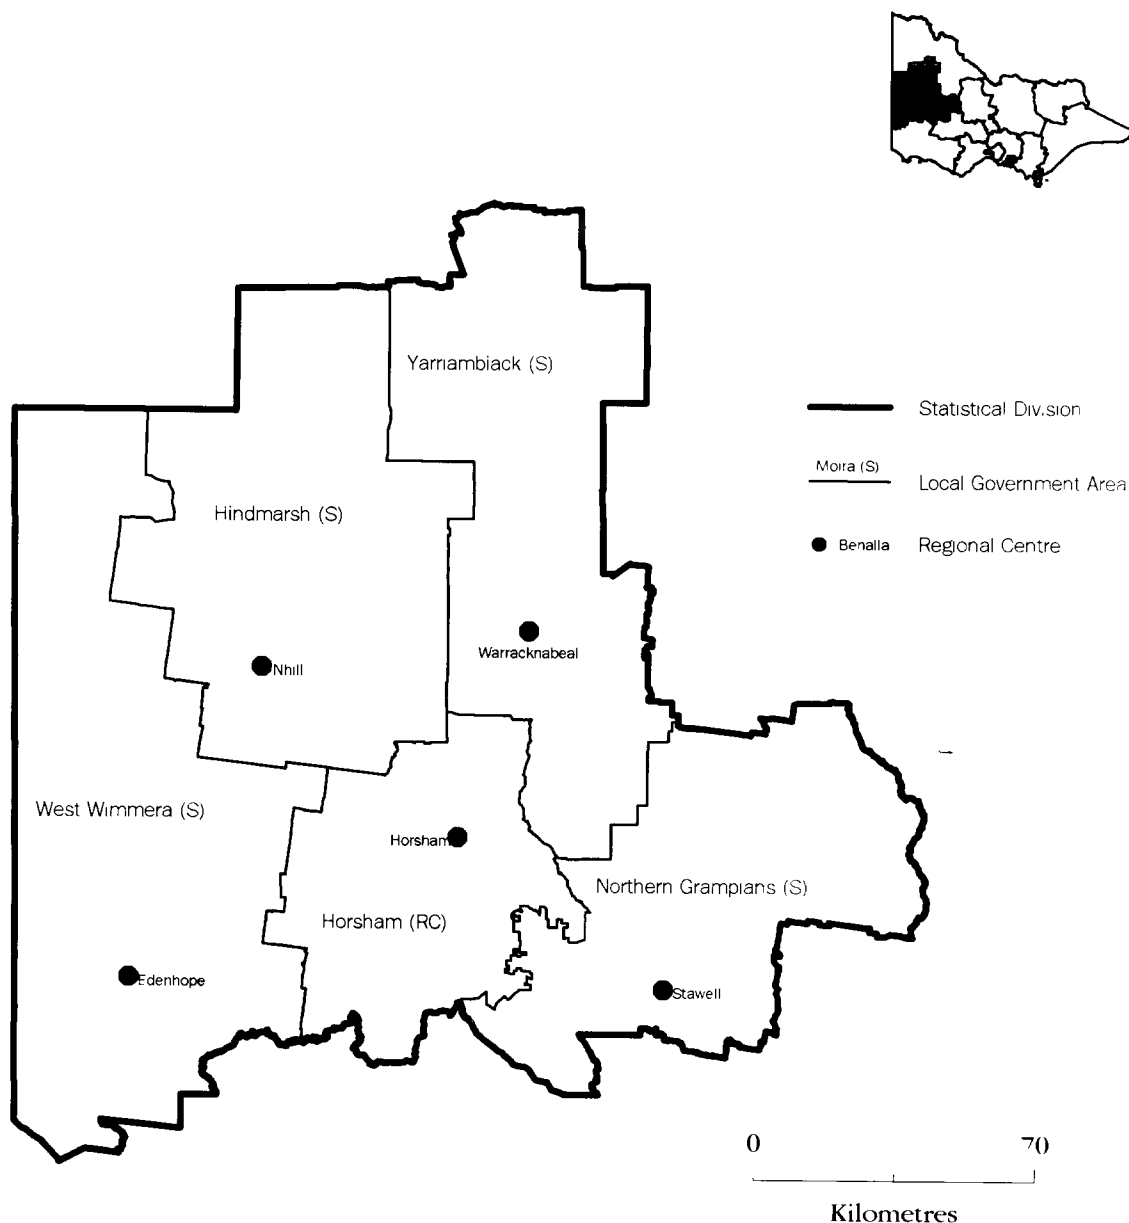 Yarriambiack (S)
Statistical Division
Moira (S)
Local Government Area
Hindmarsh (S)
Benalla Regional Centre
Warracknabeal
Nhill
West Wimmera (S)
Horsham
Northern Grampians (S)
Horsham (RC)
Edenhope
Stawell
0 70
Kilometres